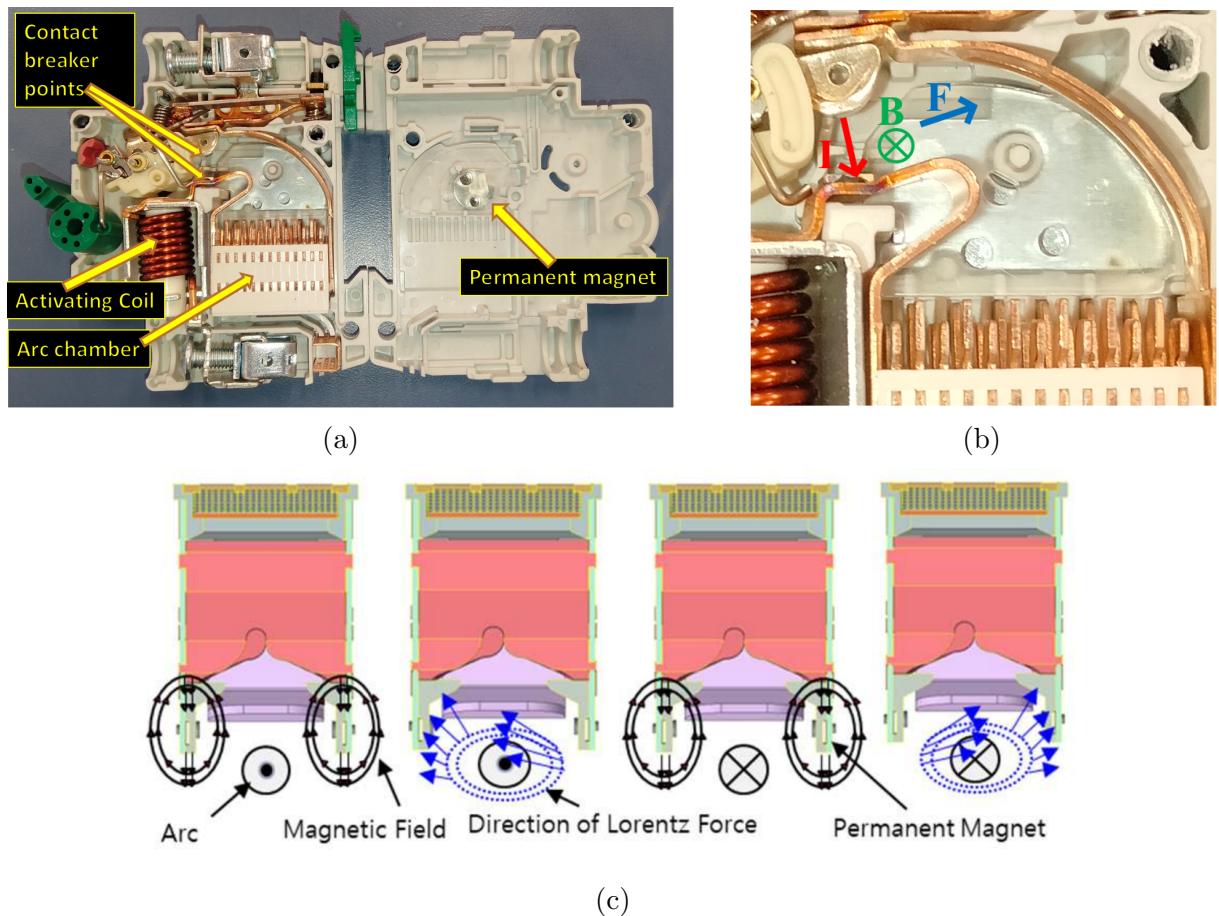 Contact
breaker
points
Activating Coil
Arc chamber
Permanent magnet
B
F
I
(a)
(b)
Arc
Magnetic Field
Direction of Lorentz Force
Permanent Magnet
(c)